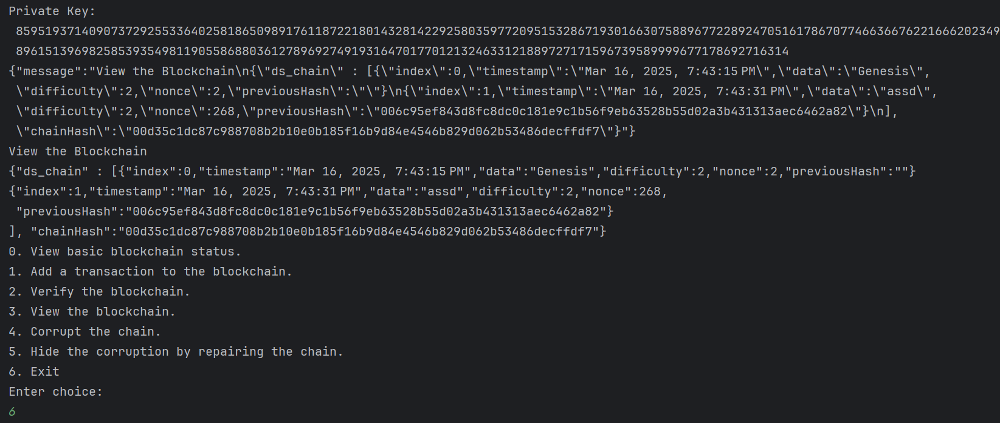 Private Key:
859519371409073729255336402581865098917611872218014328142292580359772095153286719301663075889677228924705161786707746636676221666202349
896151396982585393549811905586880361278969274919316470177012132463312188972717159673958999967717869271​6314
{"message":"View the Blockchain\n{\"ds_chain\" : [{\"index\":0,\"timestamp\":\"Mar 16, 2025, 7:43:15 PM\",\"data\":\"Genesis\",
\"difficulty\":2,\"nonce\":2,\"previousHash\":\"\"}\n{\"index\":1,\"timestamp\":\"Mar 16, 2025, 7:43:31 PM\",\"data\":\"assd\",
\"difficulty\":2,\"nonce\":268,\"previousHash\":\"006c95ef843d8fc8dc0c181e9c1b56f9eb63528b55d02a3b431313aec6462a82\"}\n],
\"chainHash\":\"00d35c1dc87c988708b2b10e0b185f16b9d84e4546b829d062b53486decffdf7\"}"}
View the Blockchain
{"ds_chain" : [{"index":0,"timestamp":"Mar 16, 2025, 7:43:15 PM","data":"Genesis","difficulty":2,"nonce":2,"previousHash":""}
{"index":1,"timestamp":"Mar 16, 2025, 7:43:31 PM","data":"assd","difficulty":2,"nonce":268,
"previousHash":"006c95ef843d8fc8dc0c181e9c1b56f9eb63528b55d02a3b431313aec6462a82"}
], "chainHash":"00d35c1dc87c988708b2b10e0b185f16b9d84e4546b829d062b53486decffdf7"}
0. View basic blockchain status.
1. Add a transaction to the blockchain.
2. Verify the blockchain.
3. View the blockchain.
4. Corrupt the chain.
5. Hide the corruption by repairing the chain.
6. Exit
Enter choice:
6